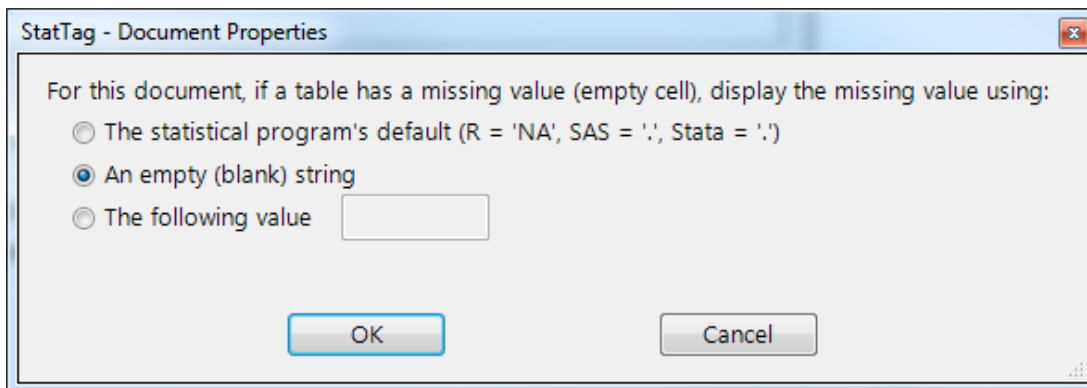 StatTag - Document Properties
For this document, if a table has a missing value (empty cell), display the missing value using:
The statistical program's default (R = 'NA', SAS = '.', Stata = '.')
An empty (blank) string
The following value
OK Cancel